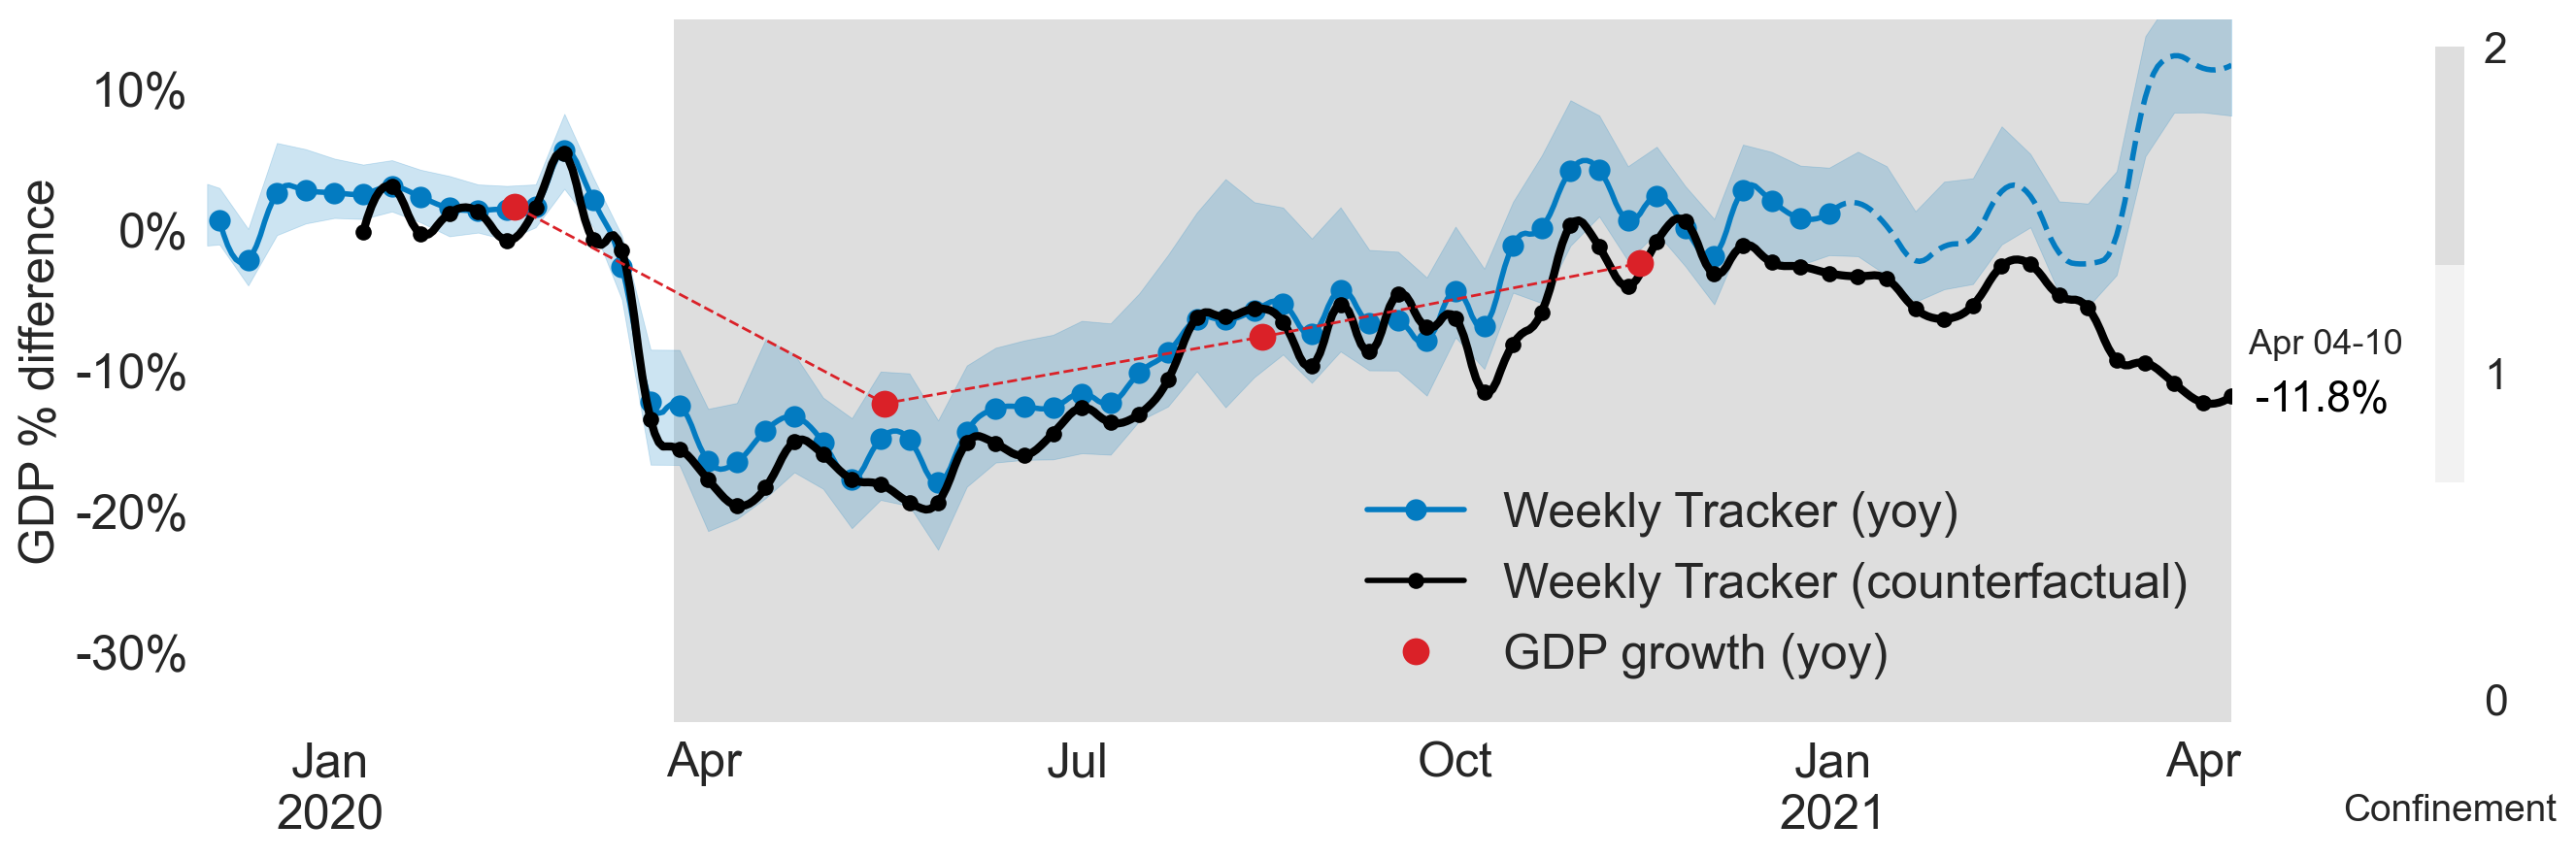 GDP % difference
10%
0%
-10%
-20%
-30%
Jan
2020
Apr
Jul
Oct
Jan
2021
Apr
Weekly Tracker (yoy)
Weekly Tracker (counterfactual)
GDP growth (yoy)
Apr 04-10
-11.8%
2
1
0
Confinement